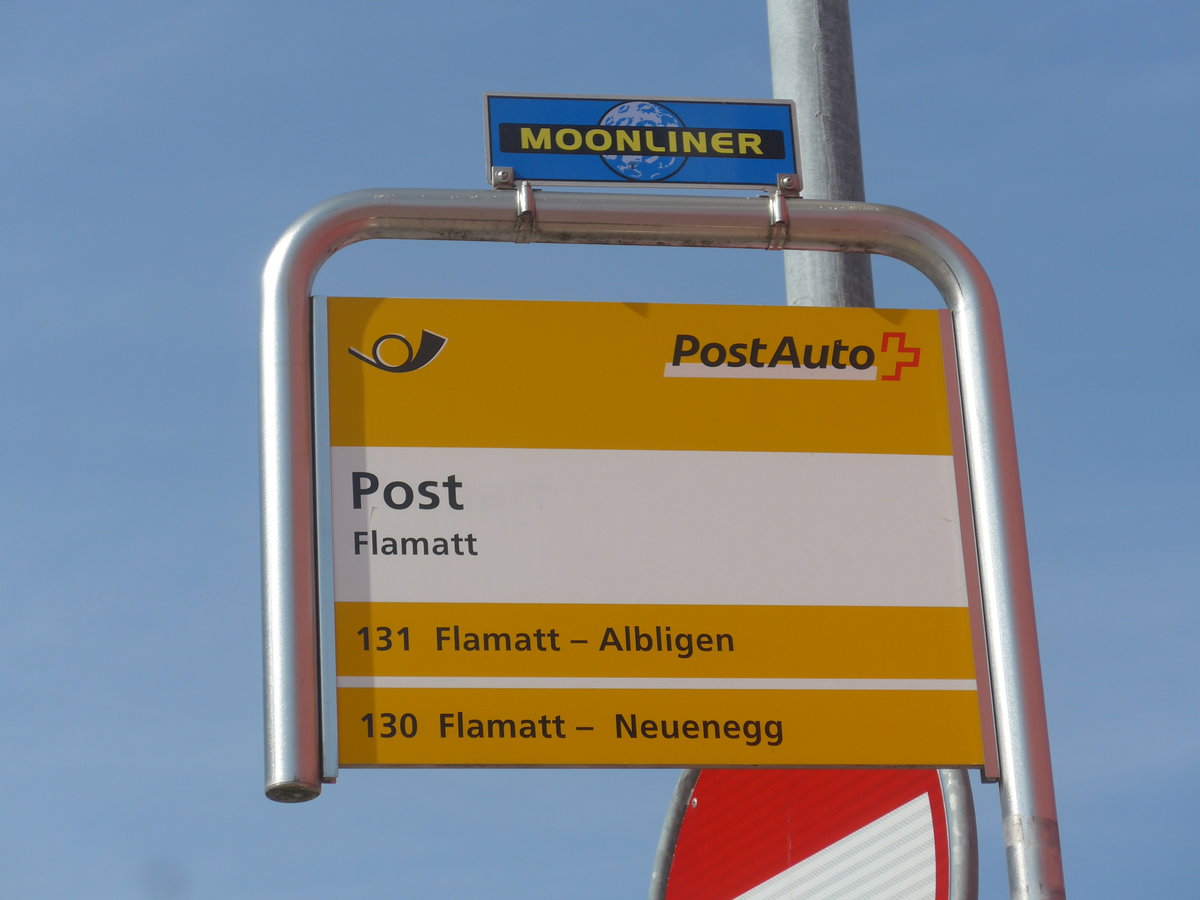 MOONLINER
PostAuto
Post
Flamatt
131 Flamatt – Albligen
130 Flamatt – Neuenegg